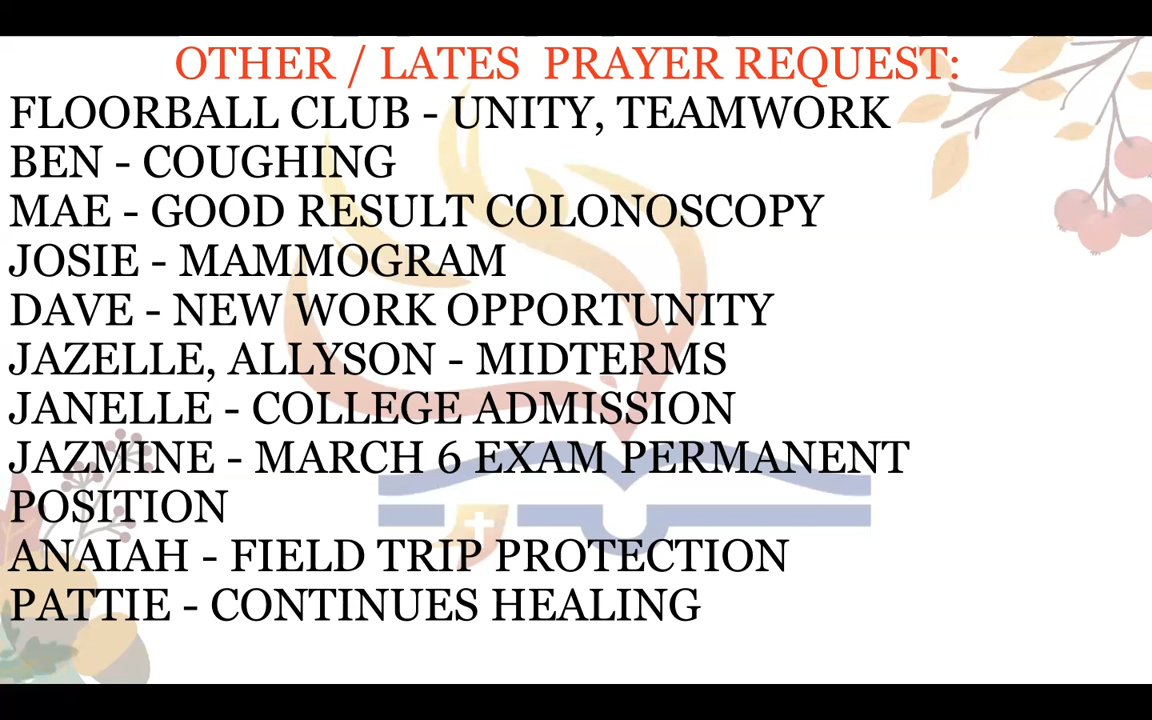 OTHER / LATES PRAYER REQUEST:
FLOORBALL CLUB - UNITY, TEAMWORK
BEN - COUGHING
MAE - GOOD RESULT COLONOSCOPY
JOSIE - MAMMOGRAM
DAVE - NEW WORK OPPORTUNITY
JAZELLE, ALLYSON - MIDTERMS
JANELLE - COLLEGE ADMISSION
JAZMINE - MARCH 6 EXAM PERMANENT
POSITION
ANAIAH - FIELD TRIP PROTECTION
PATTIE - CONTINUES HEALING